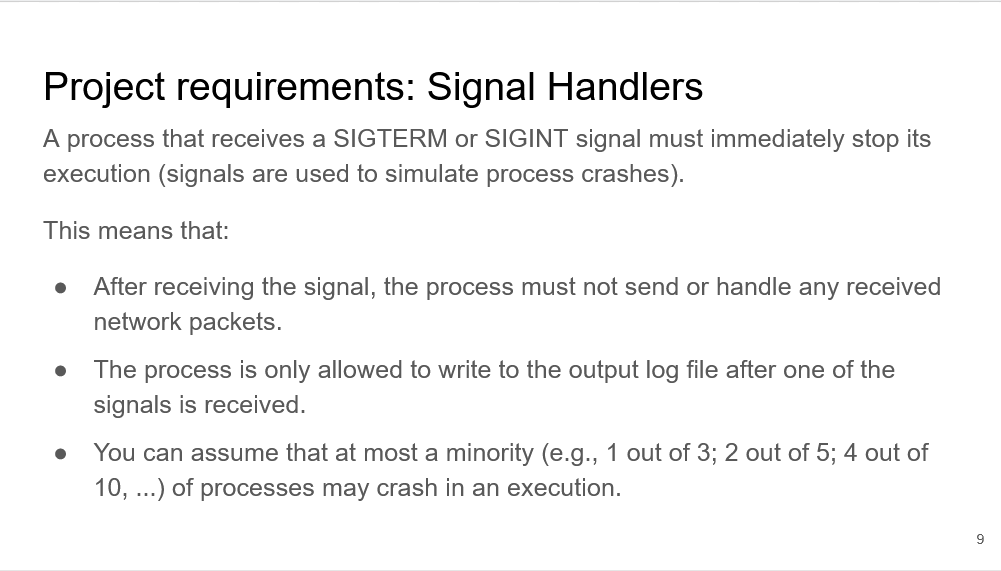 Project requirements: Signal Handlers
A process that receives a SIGTERM or SIGINT signal must immediately stop its
execution (signals are used to simulate process crashes).
This means that:
● After receiving the signal, the process must not send or handle any received
network packets.
● The process is only allowed to write to the output log file after one of the
signals is received.
● You can assume that at most a minority (e.g., 1 out of 3; 2 out of 5; 4 out of
10, ...) of processes may crash in an execution.
9